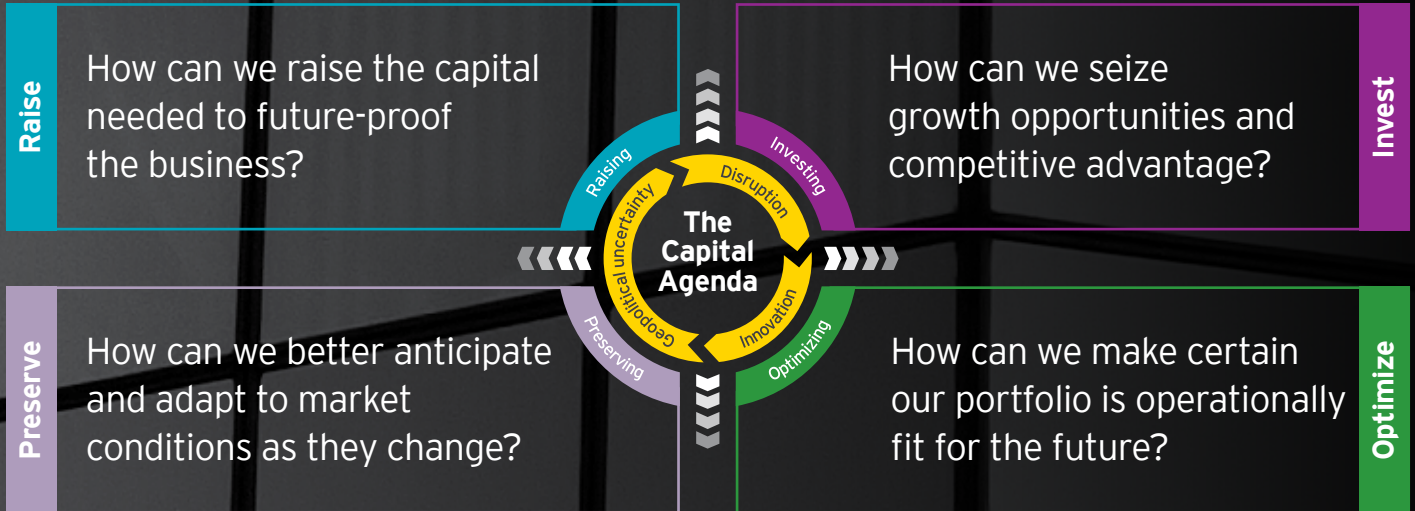 Raise
How can we raise the capital
needed to future-proof
the business?
How can we seize
growth opportunities and
competitive advantage?
Invest
Raising
Investing
Disruption
Geopolitical uncertainty
The
Capital
Agenda
Innovation
Preserving
Optimizing
Preserve
How can we better anticipate
and adapt to market
conditions as they change?
How can we make certain
our portfolio is operationally
fit for the future?
Optimize